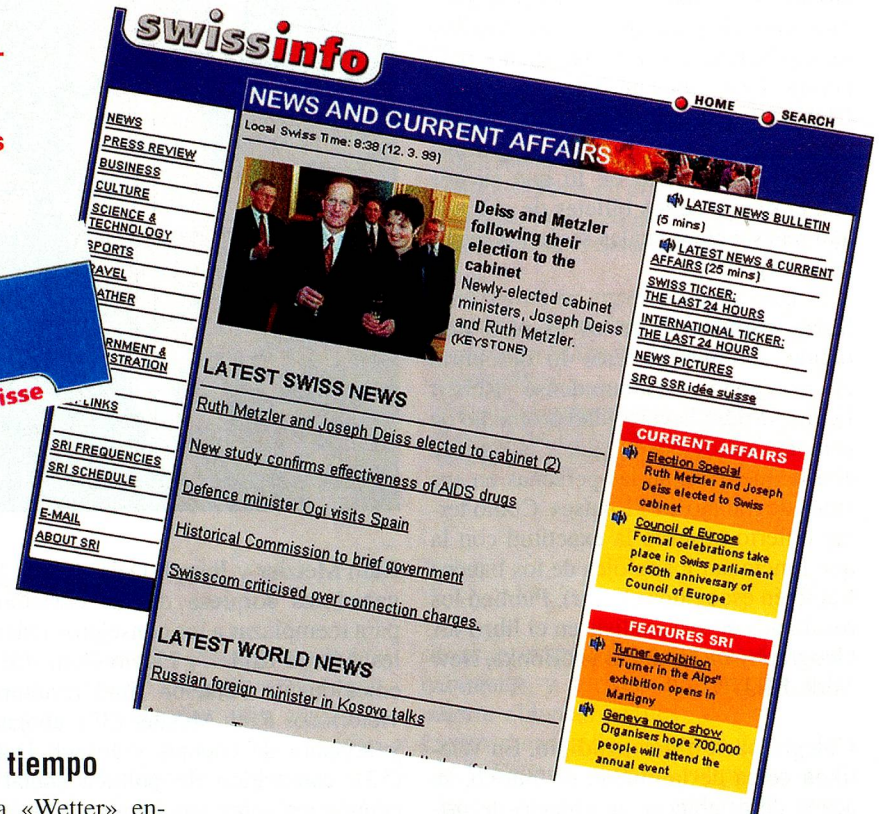 swissinfo
HOME
SEARCH
NEWS AND CURRENT AFFAIRS
Local Swiss Time: 8:38 (12. 3. 99)
NEWS
PRESS REVIEW
BUSINESS
CULTURE
SCIENCE &
TECHNOLOGY
SPORTS
RAVEL
ATHER
RNMENT &
ISTRATION
LINKS
SRI FREQUENCIES
SRI SCHEDULE
E-MAIL
ABOUT SRI
isse
Deiss and Metzler
following their
election to the
cabinet
Newly-elected cabinet
ministers, Joseph Deiss
and Ruth Metzler.
(KEYSTONE)
LATEST SWISS NEWS
Ruth Metzler and Joseph Deiss elected to cabinet (2)
New study confirms effectiveness of AIDS drugs
Defence minister Ogi visits Spain
Historical Commission to brief government
Swisscom criticised over connection charges.
LATEST WORLD NEWS
Russian foreign minister in Kosovo talks
LATEST NEWS BULLETIN
(5 mins)
LATEST NEWS & CURRENT
AFFAIRS (25 mins)
SWISS TICKER:
THE LAST 24 HOURS
INTERNATIONAL TICKER:
THE LAST 24 HOURS
NEWS PICTURES
SRG SSR idée suisse
CURRENT AFFAIRS
Election Special
Ruth Metzler and Joseph
Deiss elected to Swiss
cabinet
Council of Europe
Formal celebrations take
place in Swiss parliament
for 50th anniversary of
Council of Europe
FEATURES SRI
Turner exhibition
"Turner in the Alps"
exhibition opens in
Martigny
Geneva motor show
Organisers hope 700,000
people will attend the
annual event
tiempo
a «Wetter» en-